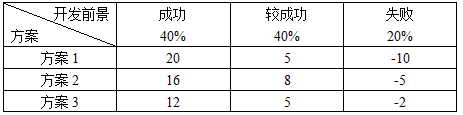 开发前景 成功 较成功 失败
方案 40% 40% 20%
方案 1 20 5 -10
方案 2 16 8 -5
方案 3 12 5 -2